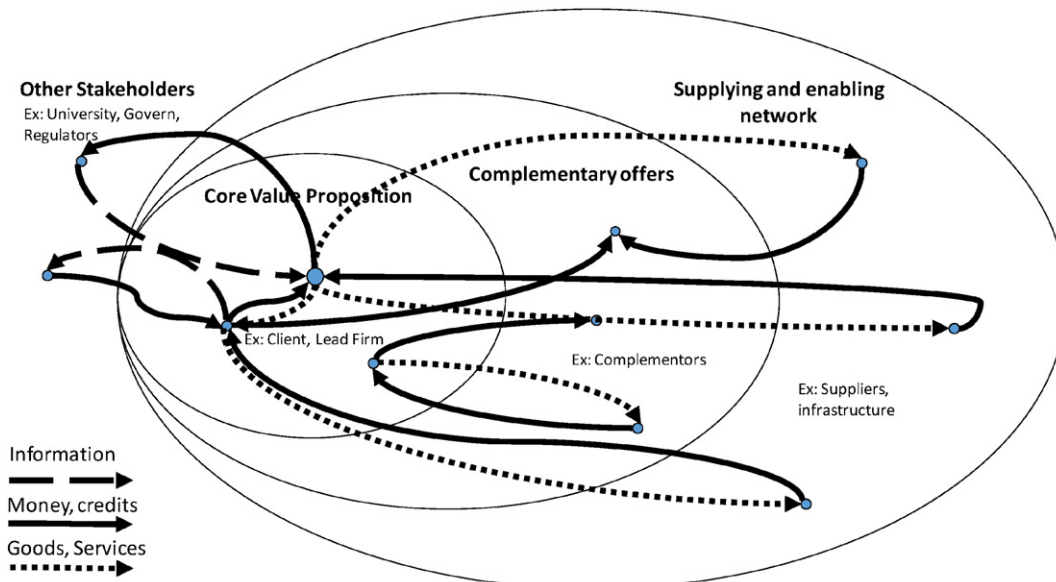 Other Stakeholders
Ex: University, Govern,
Regulators
Supplying and enabling
network
Complementary offers
Core Value Proposition
Ex: Client, Lead Firm
Ex: Complementors
Ex: Suppliers,
infrastructure
Information
Money, credits
Goods, Services